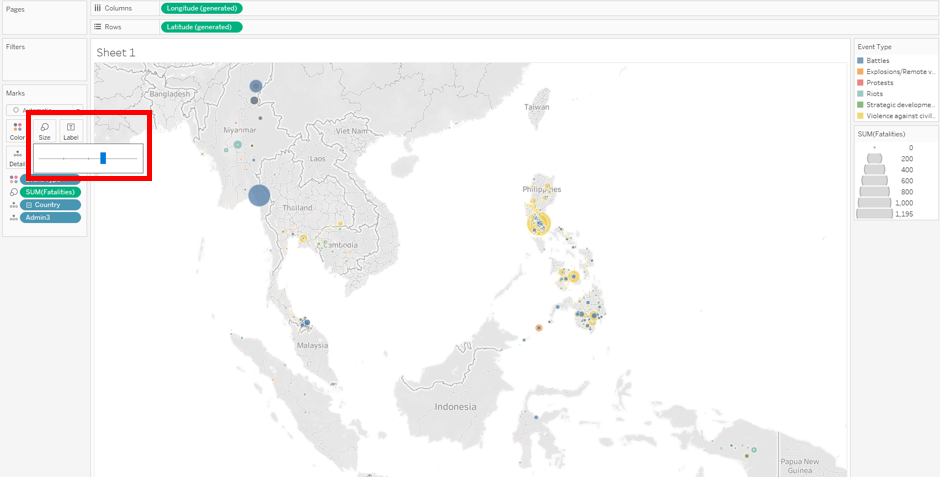 Pages
Columns
Longitude (generated)
Rows
Latitude (generated)
Filters
Sheet 1
Marks
Color
Size
Label
Detail
SUM(Fatalities)
Country
Admin3
Bangladesh
Taiwan
Myanmar
Viet Nam
Laos
Thailand
Philippines
Cambodia
Malaysia
Indonesia
Papua New
Guinea
Event Type
Battles
Explosions/Remote v...
Protests
Riots
Strategic developme...
Violence against civil...
SUM(Fatalities)
0
200
400
600
800
1,000
1,195